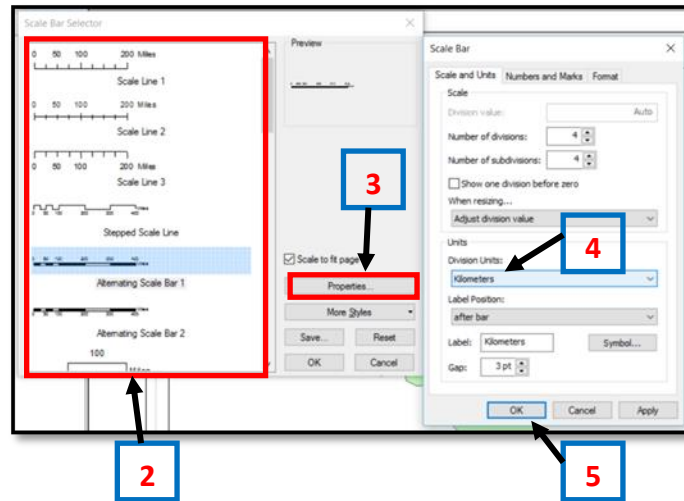 Scale Bar Selector
0 50 100 200 Miles
Scale Line 1
0 50 100 200 Miles
Scale Line 2
0 50 100 200 Miles
Scale Line 3
Stepped Scale Line
Alternating Scale Bar 1
Alternating Scale Bar 2
100
Preview
3
Scale to fit page
Properties...
More Styles
Save... Reset
OK Cancel
Scale Bar
Scale and Units Numbers and Marks Format
Scale
Division value: Auto
Number of divisions: 4
Number of subdivisions: 4
Show one division before zero
When resizing...
Adjust division value
4
Units
Division Units:
Kilometers
Label Position:
after bar
Label: Kilometers Symbol...
Gap: 3 pt
OK Cancel Apply
2
5